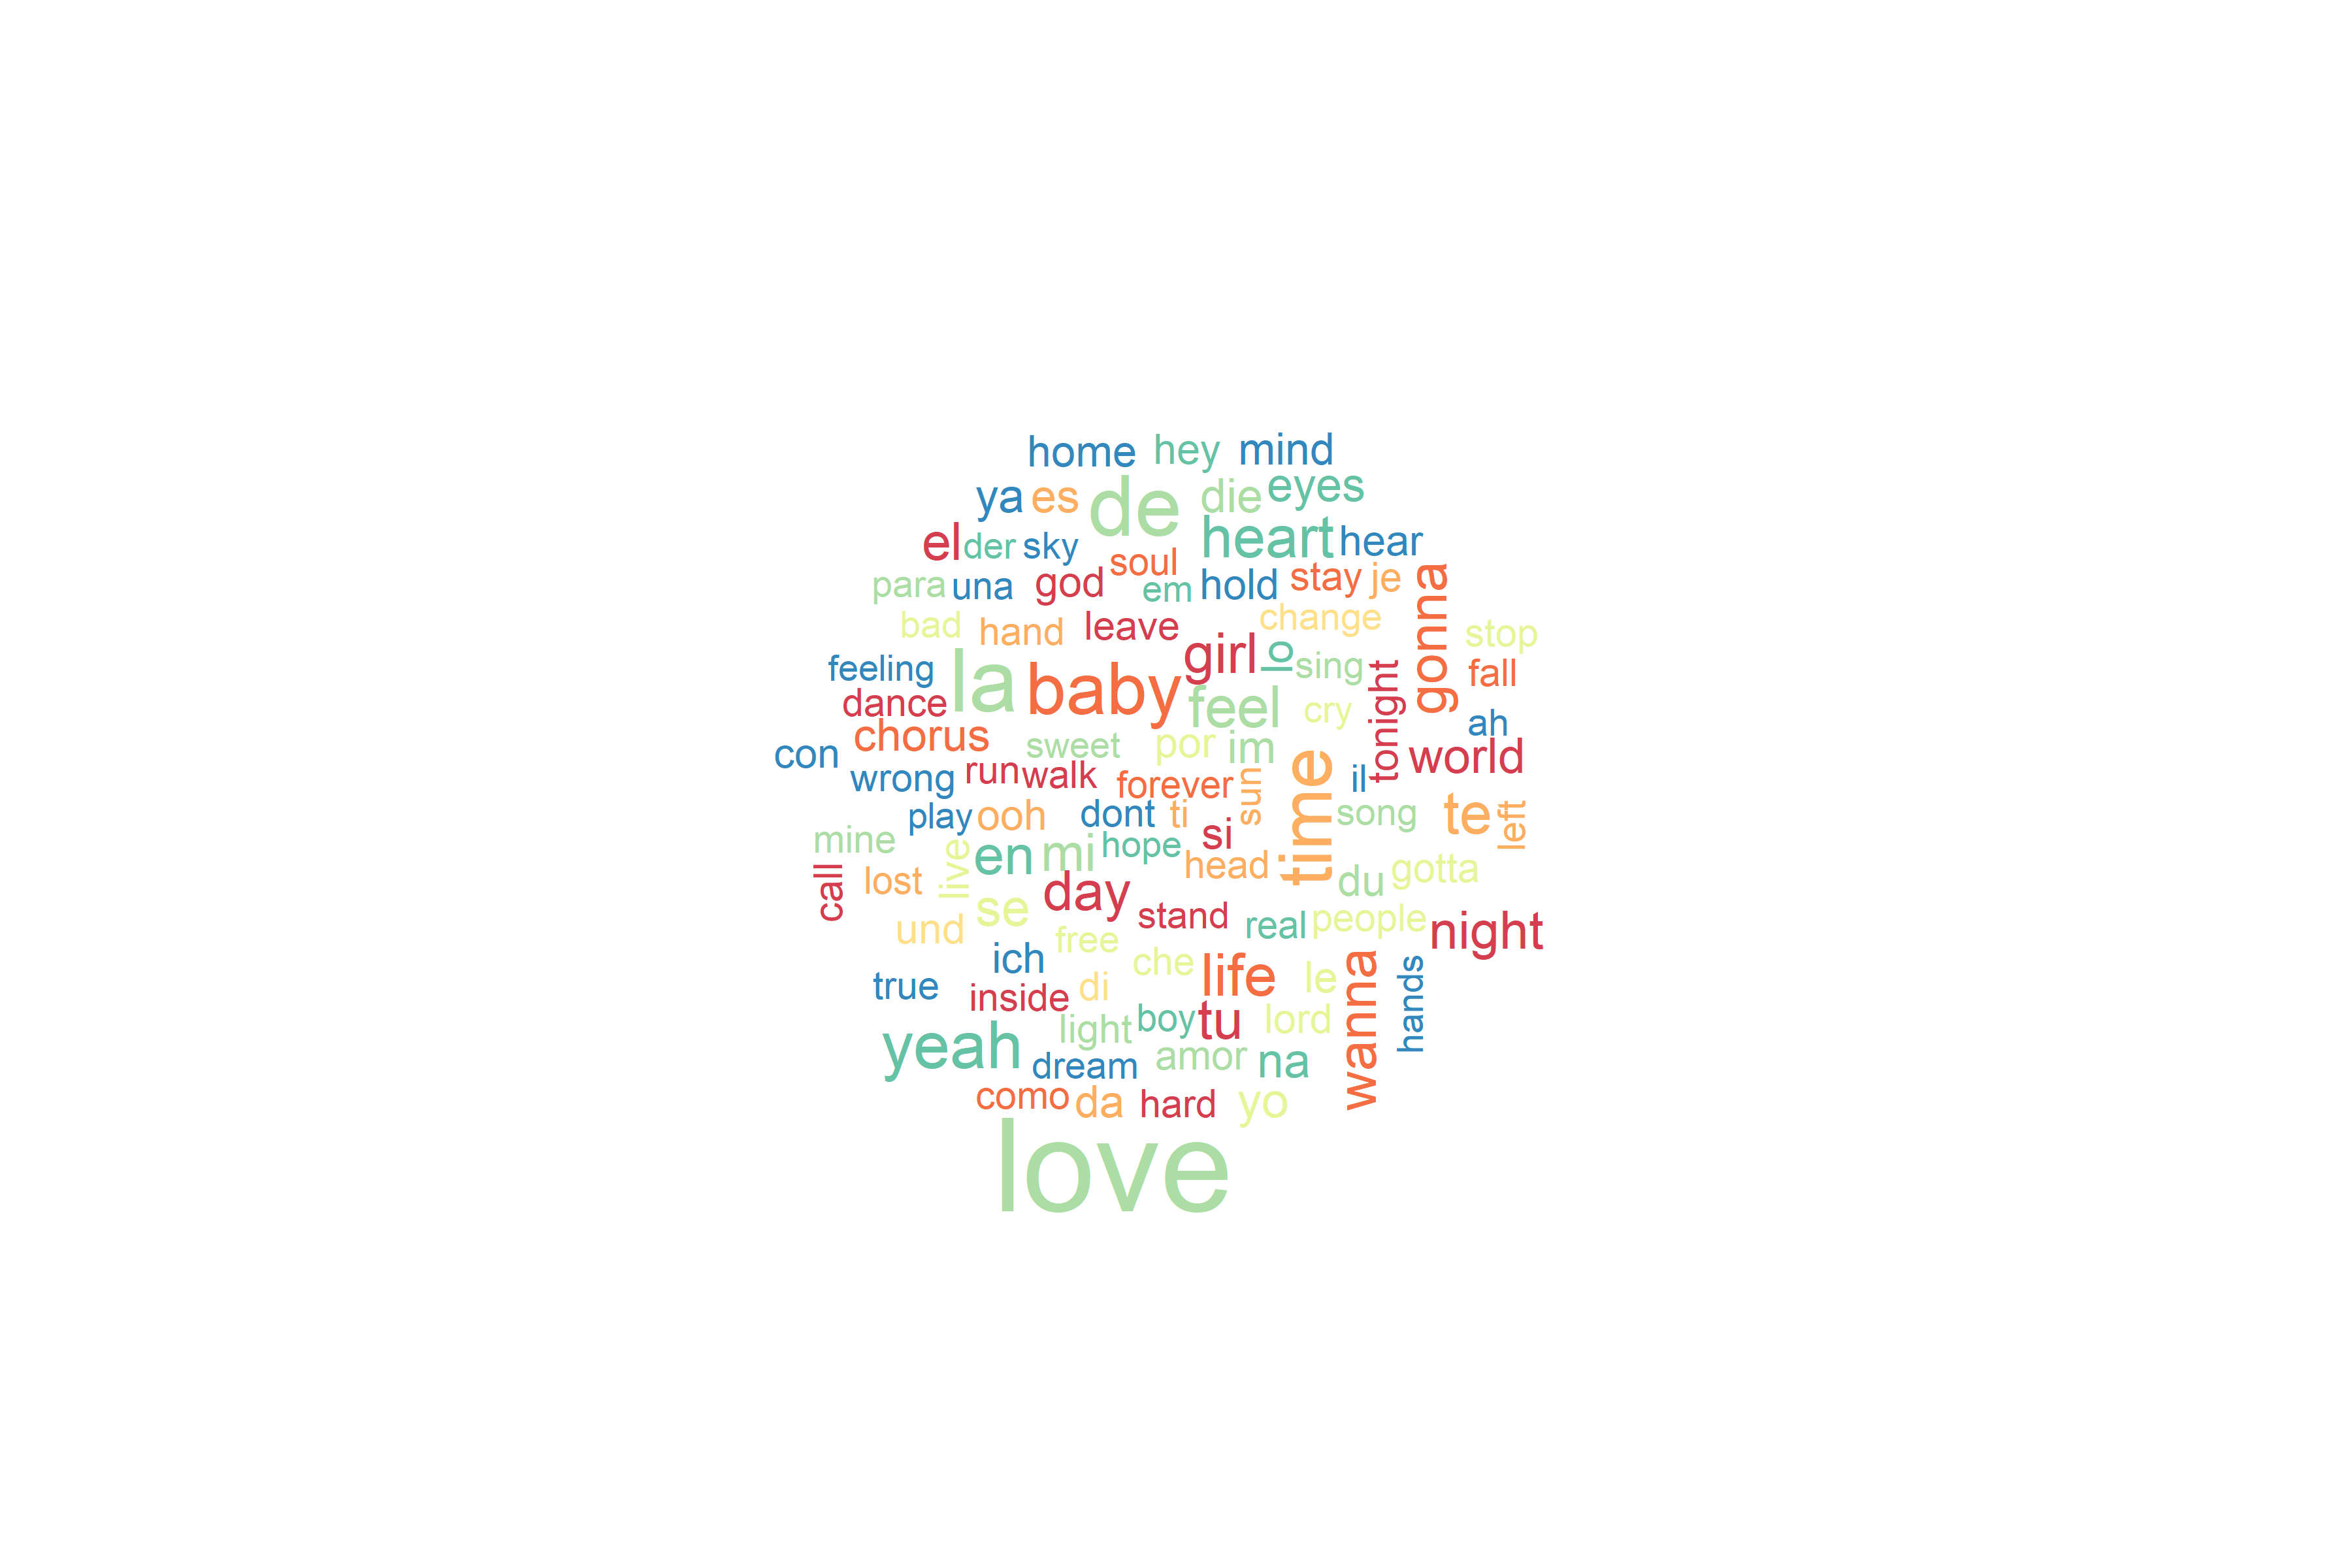 home hey mind
ya es de die eyes
el der sky soul heart hear
para una god em hold stay je
bad hand leave change gonna stop
feeling la baby girl lo sing tonight fall
dance feel cry ah
chorus sweet por im world
con wrong run walk forever sun time il
play ooh dont ti song te left
mine live en mi hope si
call lost head du gotta
se day stand real people night
und free
ich che life le wanna hands
true inside di
yeah light boy tu lord
dream amor na
como da hard yo
love